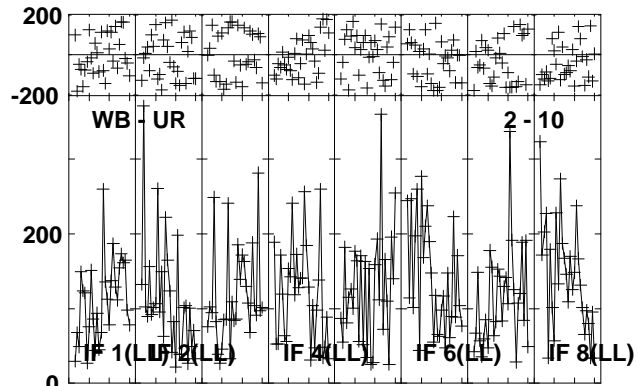 200
-200
WB - UR 2 - 10
200
IF 1(LL) IF 2(LL) IF 4(LL) IF 6(LL) IF 8(LL)
0